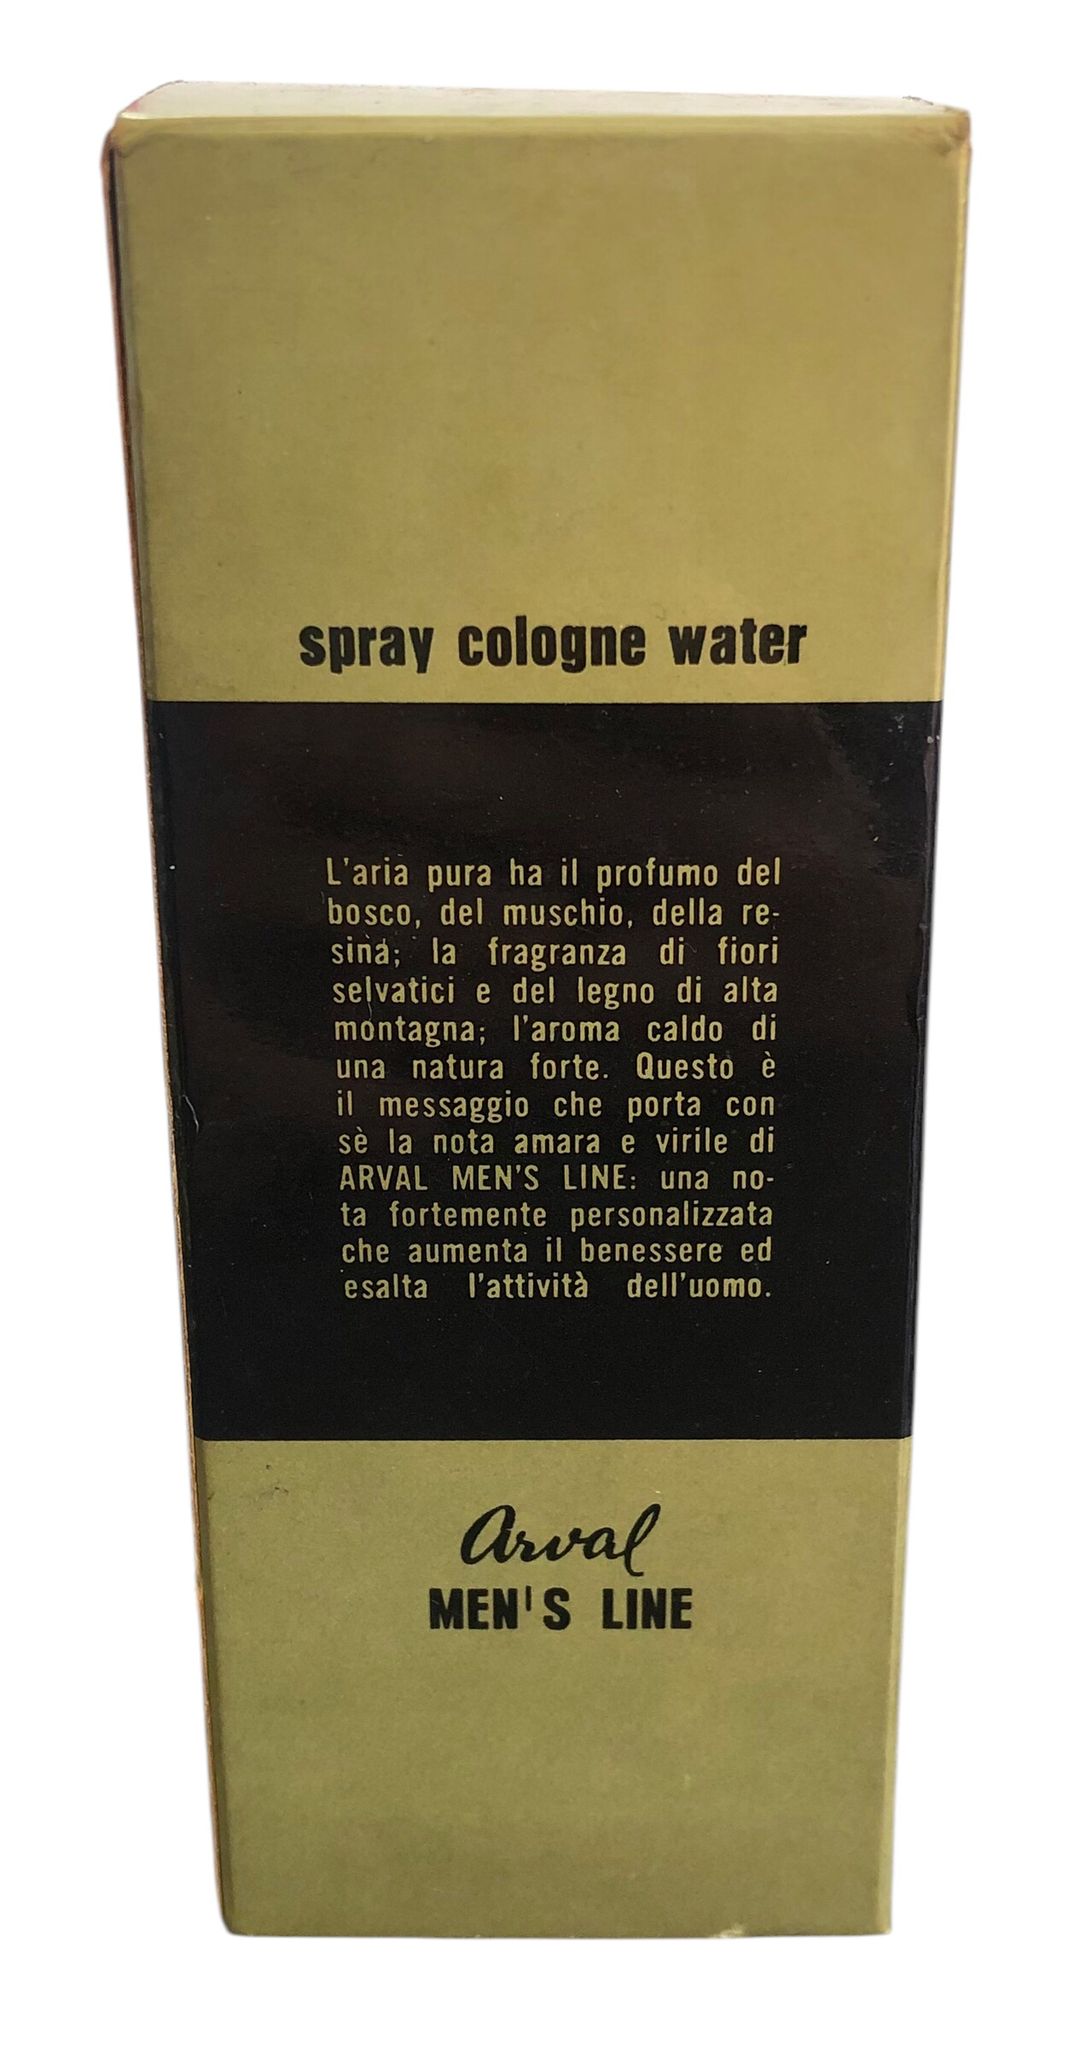 spray cologne water
L'aria pura ha il profumo del
bosco, del muschio, della re-
sina; la fragranza di fiori
selvatici e del legno di alta
montagna; l'aroma caldo di
una natura forte. Questo è
il messaggio che porta con
sè la nota amara e virile di
ARVAL MEN'S LINE: una no-
ta fortemente personalizzata
che aumenta il benessere ed
esalta l'attività dell'uomo.
Arval
MEN'S LINE